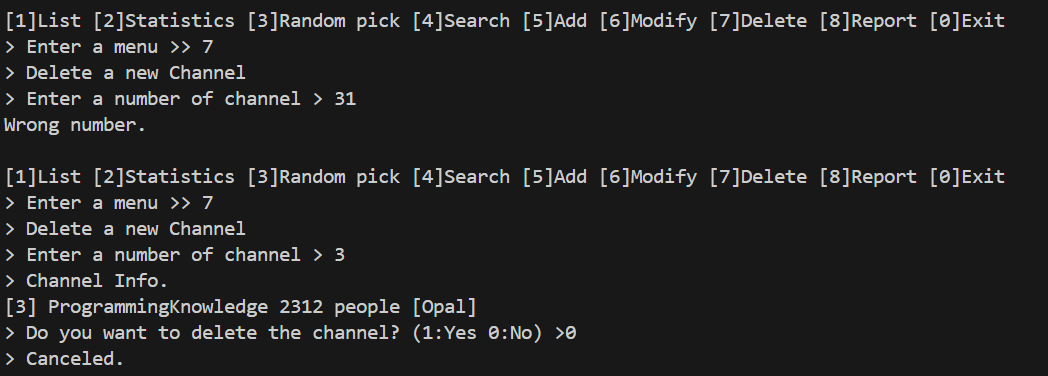 [1]List [2]Statistics [3]Random pick [4]Search [5]Add [6]Modify [7]Delete [8]Report [0]Exit
> Enter a menu >> 7
> Delete a new Channel
> Enter a number of channel > 31
Wrong number.
[1]List [2]Statistics [3]Random pick [4]Search [5]Add [6]Modify [7]Delete [8]Report [0]Exit
> Enter a menu >> 7
> Delete a new Channel
> Enter a number of channel > 3
> Channel Info.
[3] ProgrammingKnowledge 2312 people [Opal]
> Do you want to delete the channel? (1:Yes 0:No) >0
> Canceled.